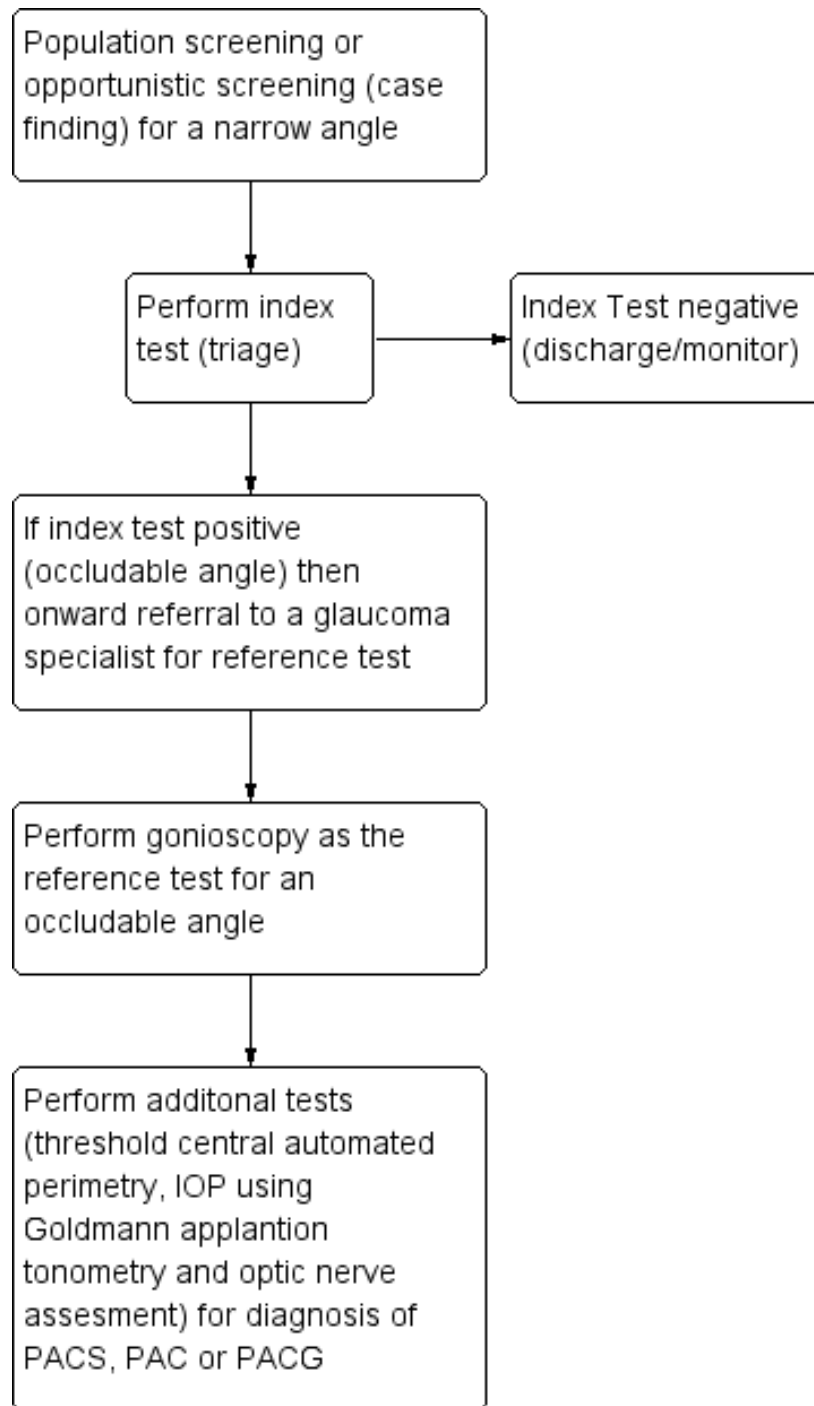 Population screening or
opportunistic screening (case
finding) for a narrow angle
Perform index
test (triage)
Index Test negative
(discharge/monitor)
If index test positive
(occludable angle) then
onward referral to a glaucoma
specialist for reference test
Perform gonioscopy as the
reference test for an
occludable angle
Perform additonal tests
(threshold central automated
perimetry, IOP using
Goldmann applantion
tonometry and optic nerve
assesment) for diagnosis of
PACS, PAC or PACG